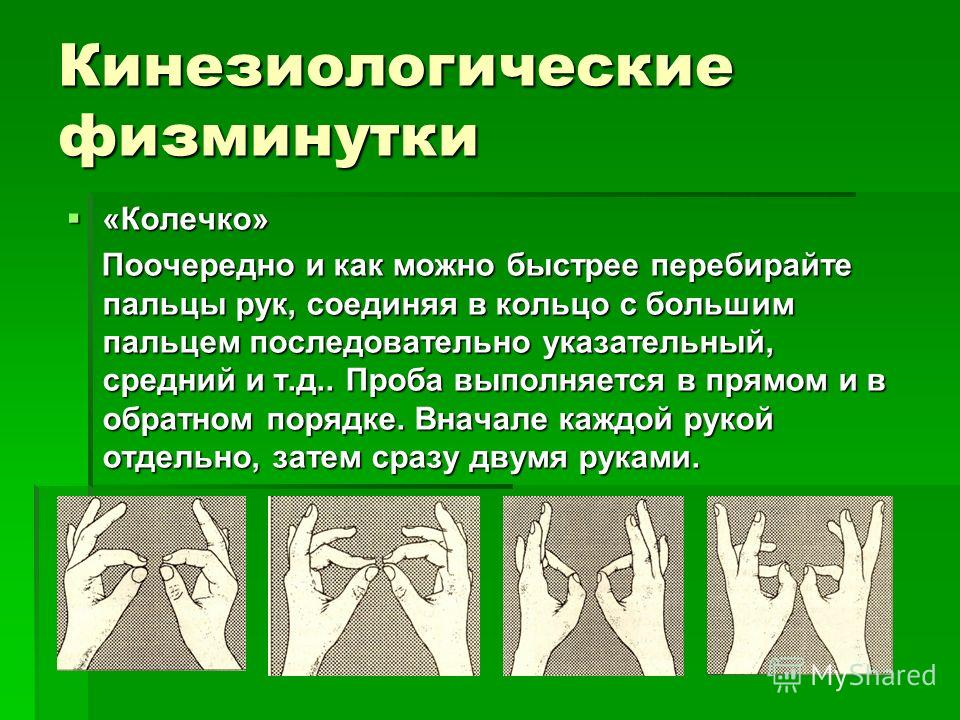 Кинезиологические
физминутки
«Колечко»
Поочередно и как можно быстрее перебирайте
пальцы рук, соединяя в кольцо с большим
пальцем последовательно указательный,
средний и т.д.. Проба выполняется в прямом и в
обратном порядке. Вначале каждой рукой
отдельно, затем сразу двумя руками.
MyShared